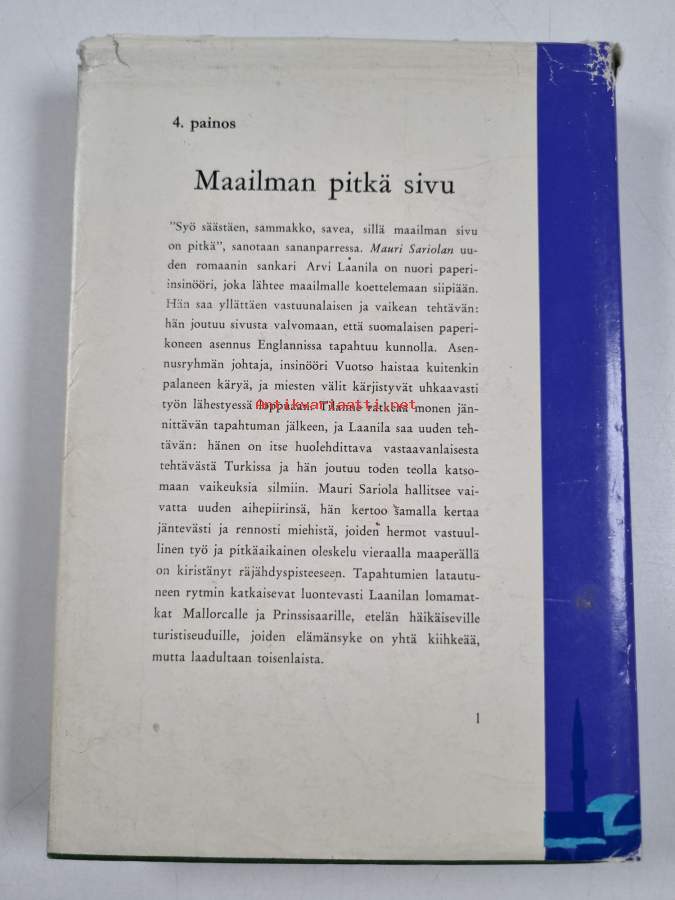 4. painos
Maailman pitkä sivu
”Syö säästäen, sammakko, savea, sillä maailman sivu
on pitkä”, sanotaan sananparressa. Mauri Sariolan uu-
den romaanin sankari Arvi Laanila on nuori paperi-
insinööri, joka lähtee maailmalle koettelemaan siipiään.
Hän saa yllättäen vastuunalaisen ja vaikean tehtävän:
hän joutuu sivusta valvomaan, että suomalaisen paperi-
koneen asennus Englannissa tapahtuu kunnolla. Asen-
nusryhmän johtaja, insinööri Vuotso haistaa kuitenkin
palaneen käryä, ja miesten välit kärjistyvät uhkaavasti
työn lähestyessä loppuaan. Tilanne ratkeaa monen jän-
Antikvariaatti.net
nittävän tapahtuman jälkeen, ja Laanila saa uuden teh-
tävän: hänen on itse huolehdittava vastaavanlaisesta
tehtävästä Turkissa ja hän joutuu toden teolla katso-
maan vaikeuksia silmiin. Mauri Sariola hallitsee vai-
vatta uuden aihepiirinsä, hän kertoo samalla kertaa
jäntevästi ja rennosti miehistä, joiden hermot vastuul-
linen työ ja pitkäaikainen oleskelu vieraalla maaperällä
on kiristänyt räjähdyspisteeseen. Tapahtumien latautu-
neen rytmin katkaisevat luontevasti Laanilan lomamat-
kat Mallorcalle ja Prinssisaarille, etelän häikäiseville
turistiseuduille, joiden elämänsyke on yhtä kiihkeää,
mutta laadultaan toisenlaista.
1